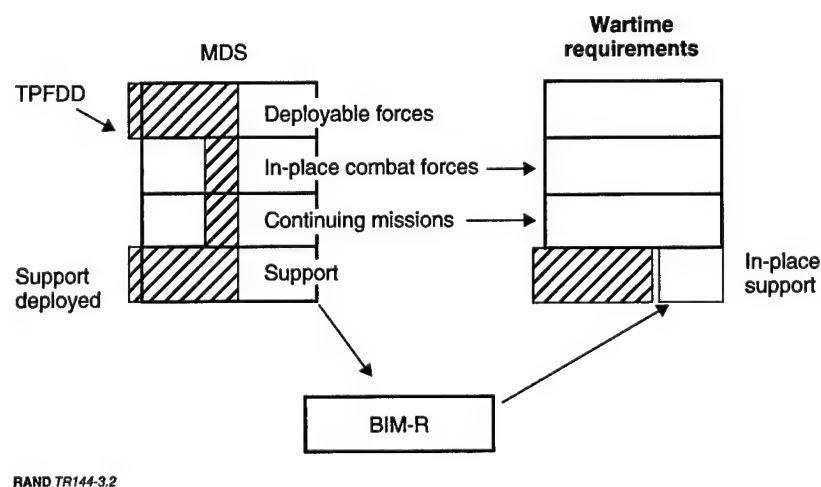 MDS
Wartime
requirements
TPFDD
Deployable forces
In-place combat forces
Continuing missions
Support
deployed
Support
In-place
support
BIM-R
RAND TR144-3.2